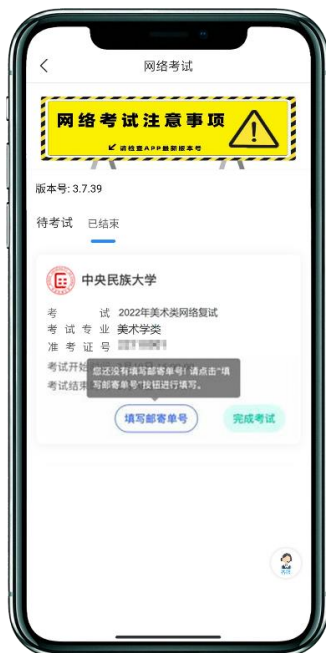 网络考试
网络考试注意事项
请检查APP最新版本号
版本号: 3.7.39
待考试 已结束
中央民族大学
考 试 2022年美术类网络复试
考试专业 美术学类
准考证号
考试开始
您还没有填写邮寄单号! 请点击“填
写邮寄单号”按钮进行填写。
考试结束
填写邮寄单号 完成考试